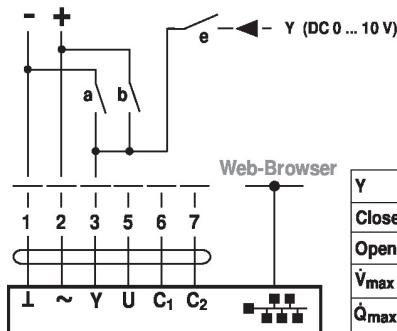 - +
Y (DC 0 ... 10 V)
e
a b
Web-Browser
1 2 3 5 6 7
⊥ ~ Y U C1 C2
Y
Close
Open
V̇max
Q̇max